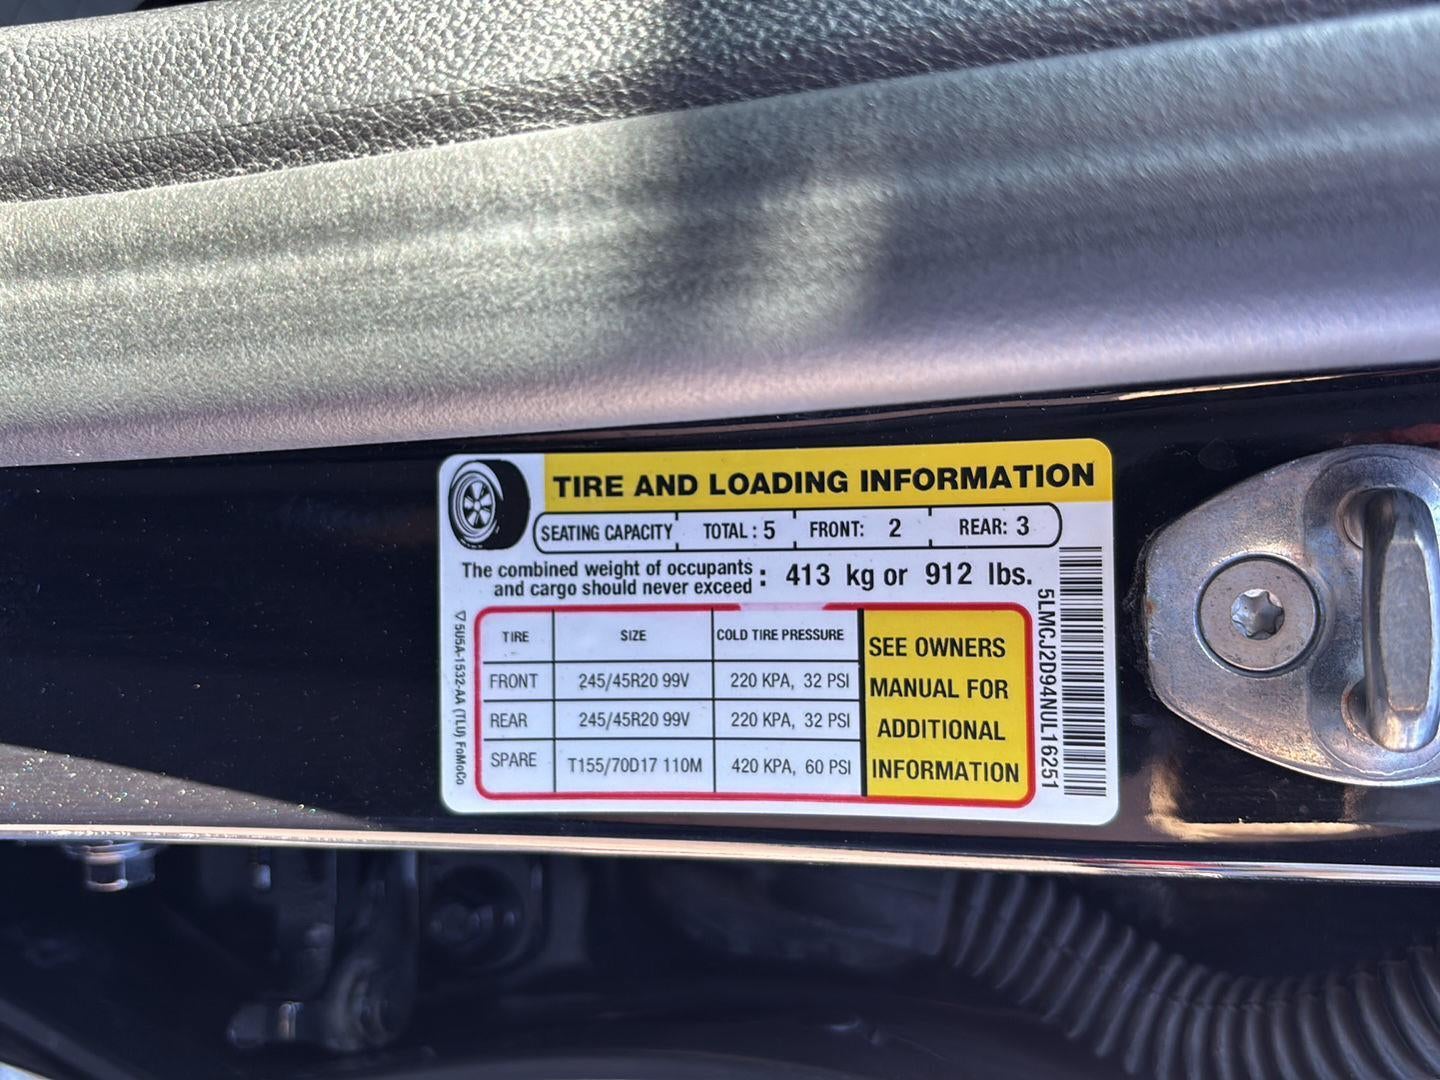 TIRE AND LOADING INFORMATION
SEATING CAPACITY TOTAL: 5 FRONT: 2 REAR: 3
The combined weight of occupants
and cargo should never exceed : 413 kg or 912 lbs.
TIRE SIZE COLD TIRE PRESSURE
FRONT 245/45R20 99V 220 KPA, 32 PSI
REAR 245/45R20 99V 220 KPA, 32 PSI
SPARE T155/70D17 110M 420 KPA, 60 PSI
SEE OWNERS
MANUAL FOR
ADDITIONAL
INFORMATION
5LMCJ2D94NUL16251
▽ 5U5A-1532-AA (TLU) FoMoCo